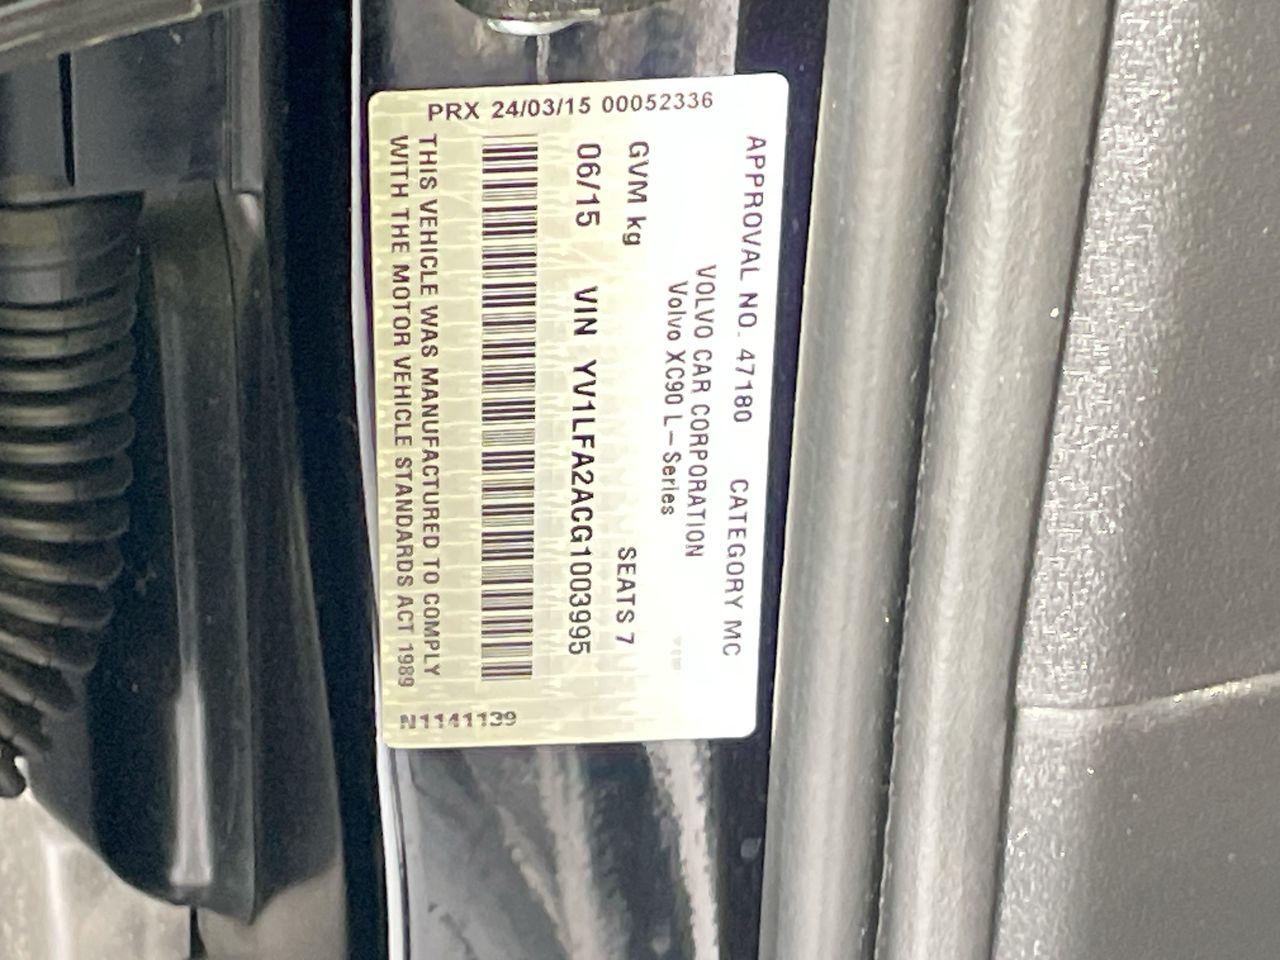 APPROVAL NO. 47180 CATEGORY MC
VOLVO CAR CORPORATION
Volvo XC90 L-Series
GVM kg SEATS 7
06/15 VIN YV1LFA2ACG1003995
THIS VEHICLE WAS MANUFACTURED TO COMPLY
WITH THE MOTOR VEHICLE STANDARDS ACT 1989
PRX 24/03/15 00052336
N1141139